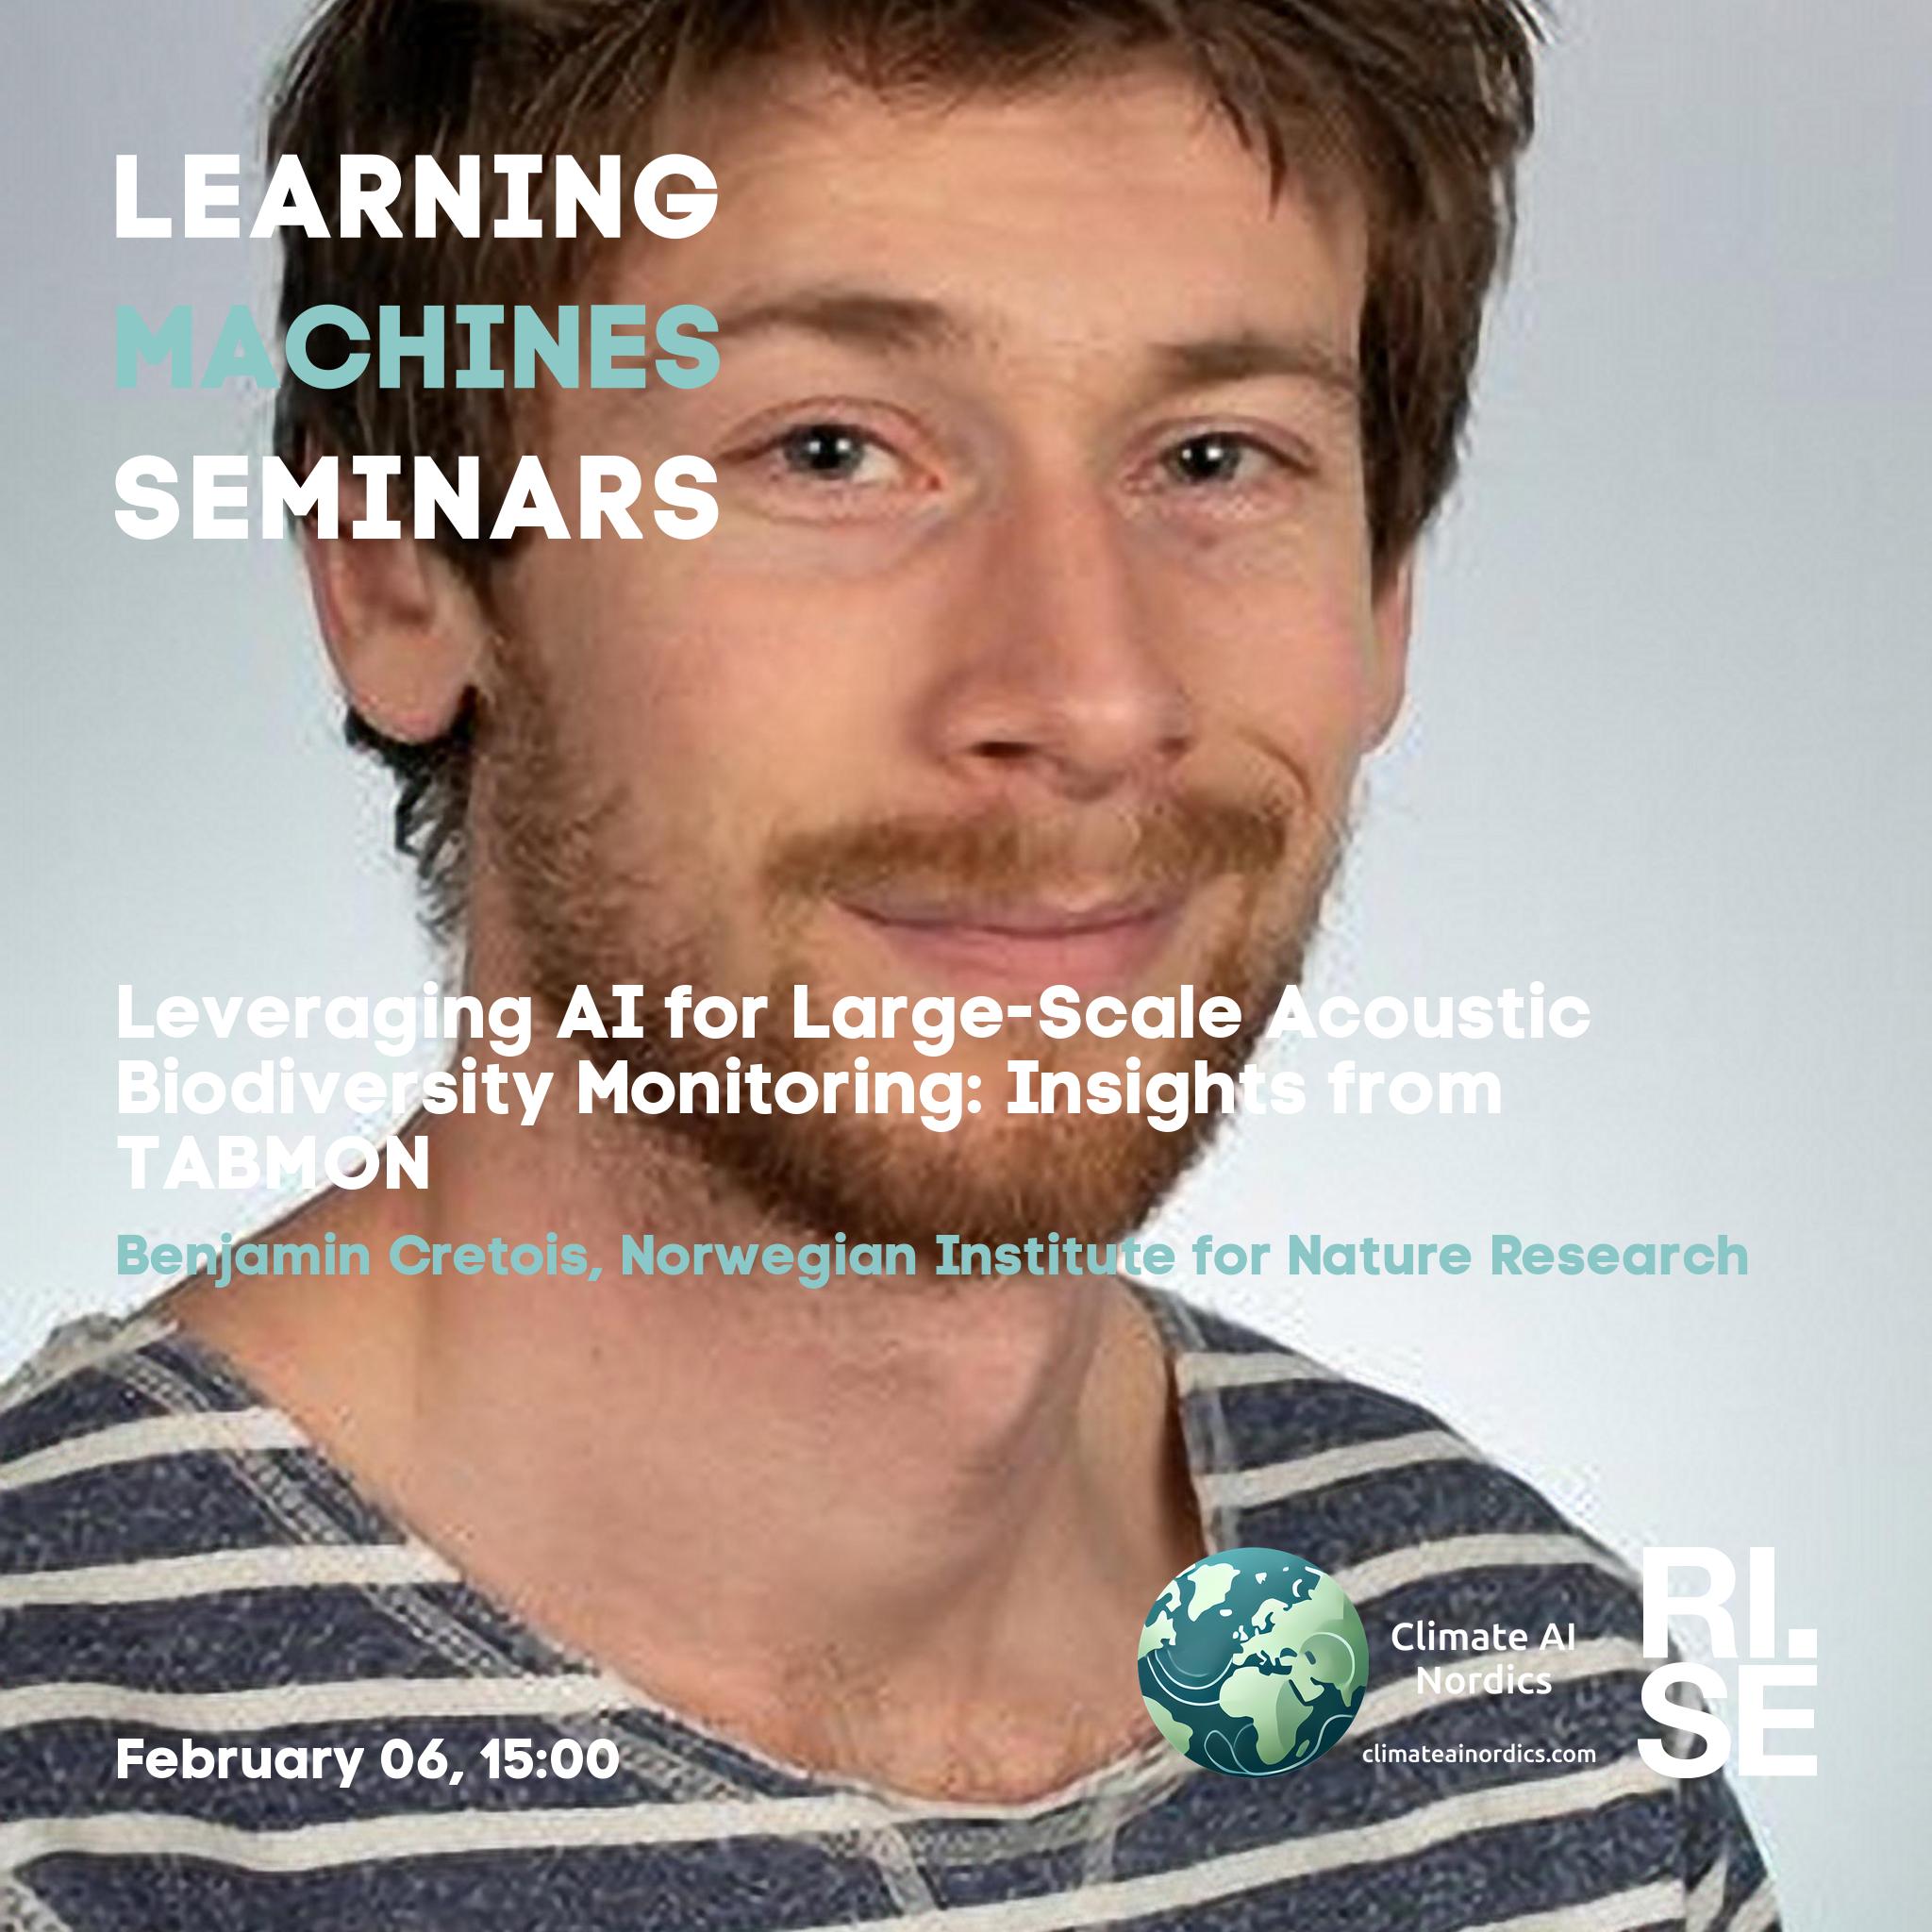 LEARNING
MACHINES
SEMINARS
Leveraging AI for Large-Scale Acoustic
Biodiversity Monitoring: Insights from
TABMON
Benjamin Cretois, Norwegian Institute for Nature Research
February 06, 15:00
Climate AI
Nordics
climateainordics.com
RI.
SE